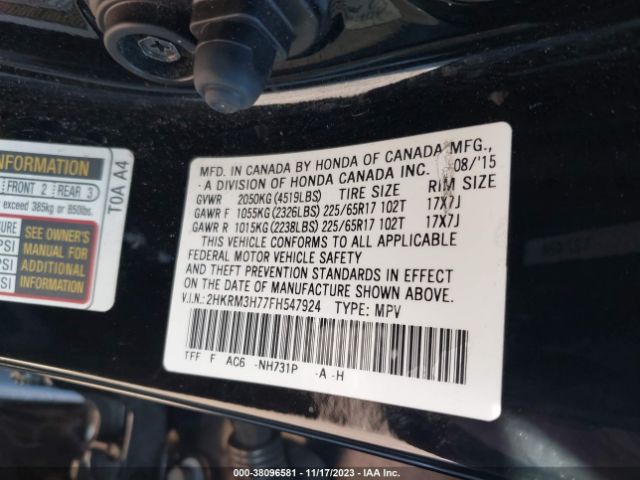 INFORMATION
FRONT 2 REAR 3
exceed 385kg or 850lbs.
SEE OWNER'S
MANUAL FOR
ADDITIONAL
INFORMATION
PSI
PSI
T0A A4
MFD. IN CANADA BY HONDA OF CANADA MFG.,
A DIVISION OF HONDA CANADA INC. 08/'15
GVWR 2050KG (4519LBS) TIRE SIZE RIM SIZE
GAWR F 1055KG (2326LBS) 225/65R17 102T 17X7J
GAWR R 1015KG (2238LBS) 225/65R17 102T 17X7J
THIS VEHICLE CONFORMS TO ALL APPLICABLE
FEDERAL MOTOR VEHICLE SAFETY
AND THEFT PREVENTION STANDARDS IN EFFECT
ON THE DATE OF MANUFACTURE SHOWN ABOVE.
V.I.N.: 2HKRM3H77FH547924 TYPE: MPV
TFF F AC6 -NH731P -A -H
000-38096581 - 11/17/2023 - IAA Inc.